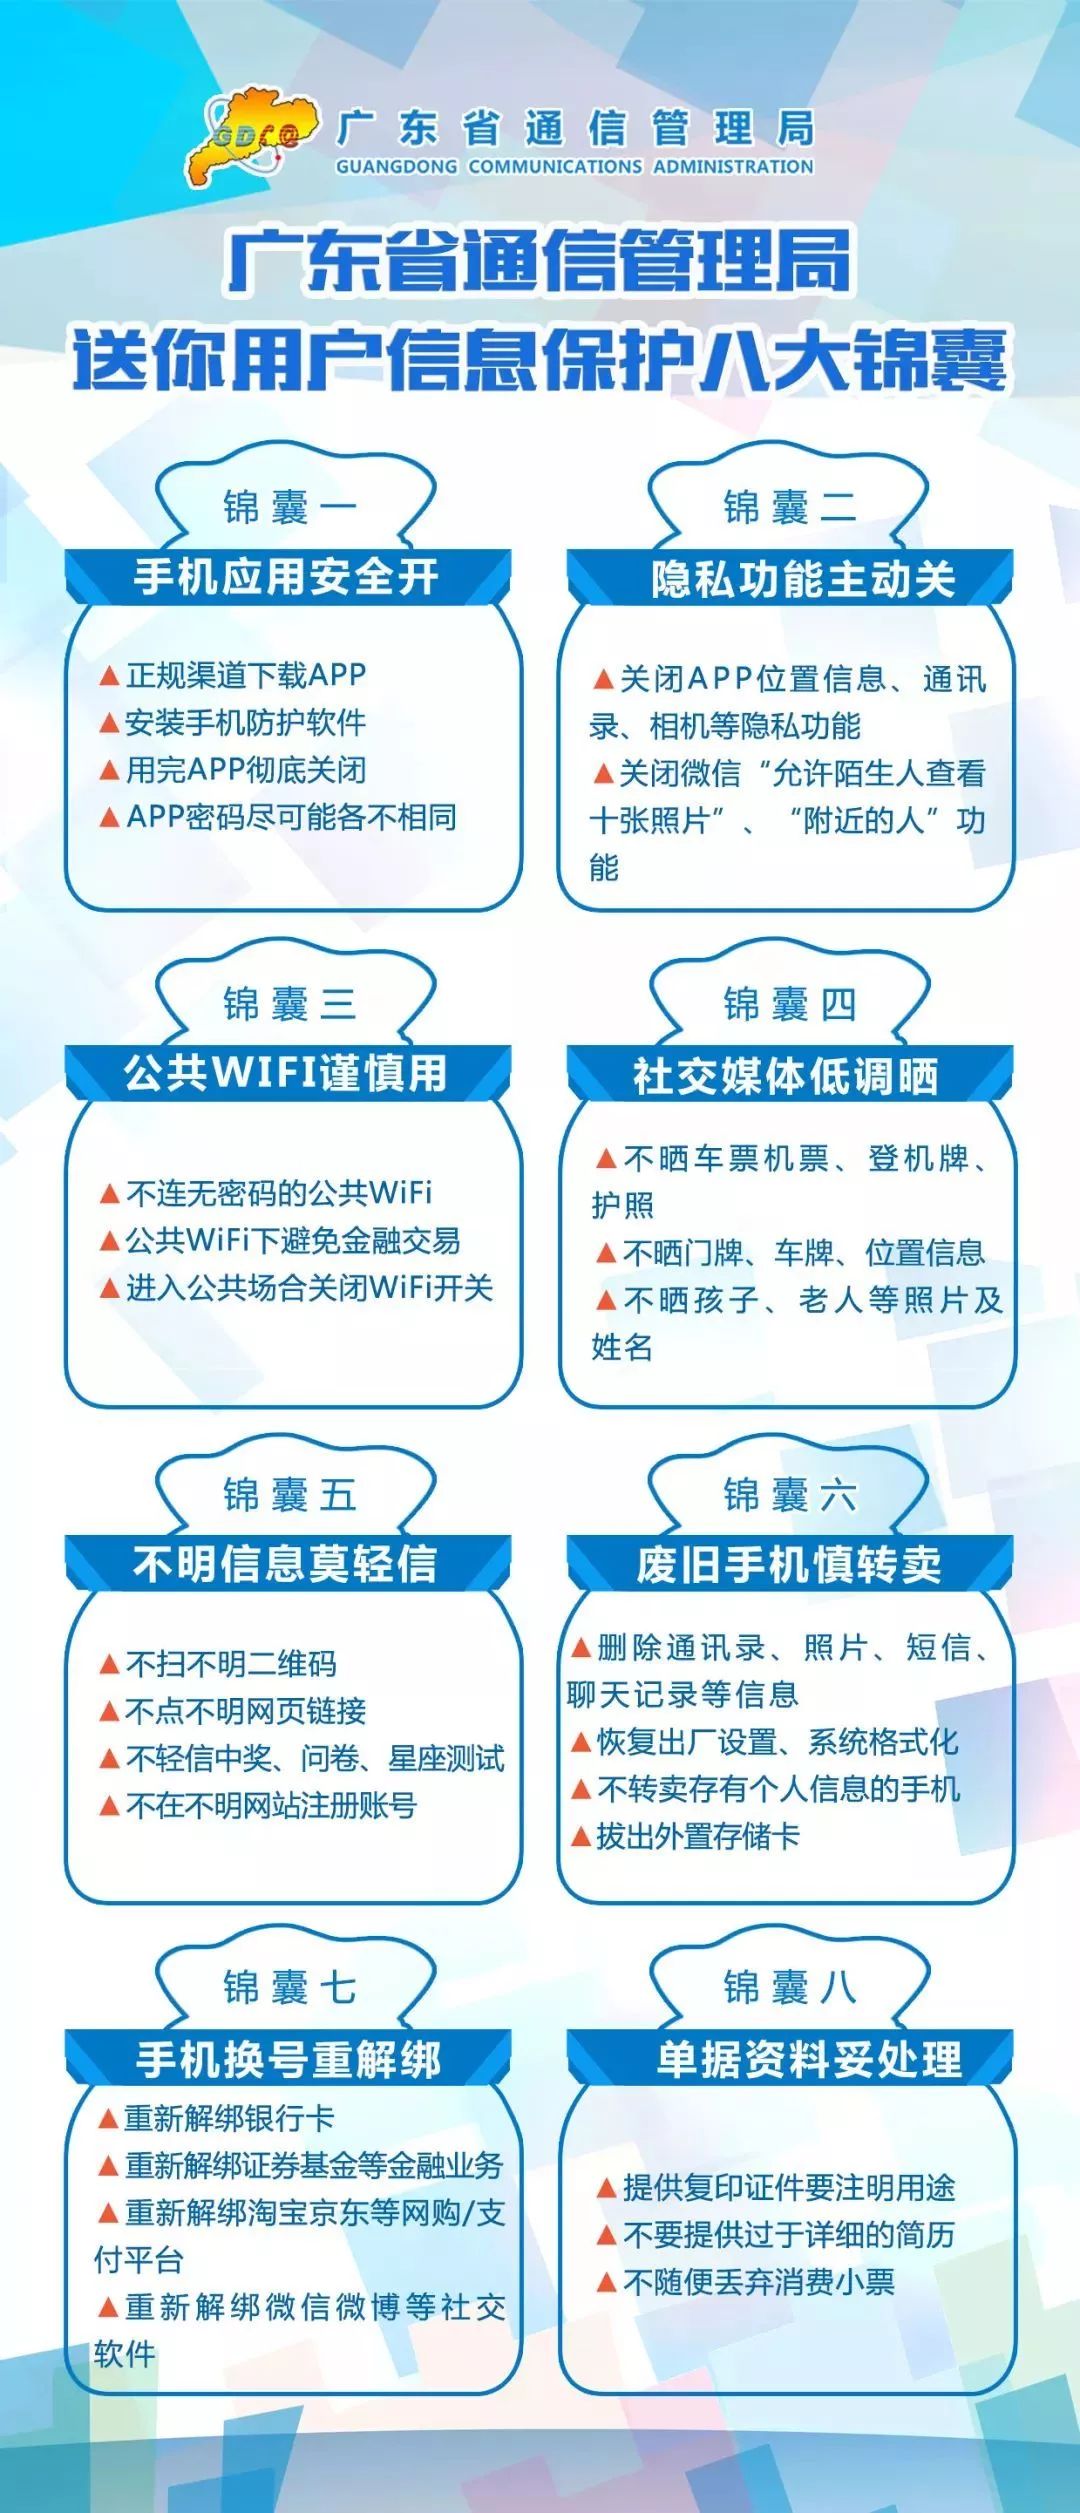 GDCA
广东省通信管理局
GUANGDONG COMMUNICATIONS ADMINISTRATION
广东省通信管理局
送你用户信息保护八大锦囊
锦囊一
手机应用安全开
▲正规渠道下载APP
▲安装手机防护软件
▲用完APP彻底关闭
▲APP密码尽可能各不相同
锦囊二
隐私功能主动关
▲关闭APP位置信息、通讯
录、相机等隐私功能
▲关闭微信“允许陌生人查看
十张照片”、“附近的人”功
能
锦囊三
公共WIFI谨慎用
▲不连无密码的公共WiFi
▲公共WiFi下避免金融交易
▲进入公共场合关闭WiFi开关
锦囊四
社交媒体低调晒
▲不晒车票机票、登机牌、
护照
▲不晒门牌、车牌、位置信息
▲不晒孩子、老人等照片及
姓名
锦囊五
不明信息莫轻信
▲不扫不明二维码
▲不点不明网页链接
▲不轻信中奖、问卷、星座测试
▲不在不明网站注册账号
锦囊六
废旧手机慎转卖
▲删除通讯录、照片、短信、
聊天记录等信息
▲恢复出厂设置、系统格式化
▲不转卖存有个人信息的手机
▲拔出外置存储卡
锦囊七
手机换号重解绑
▲重新解绑银行卡
▲重新解绑证券基金等金融业务
▲重新解绑淘宝京东等网购/支
付平台
▲重新解绑微信微博等社交
软件
锦囊八
单据资料妥处理
▲提供复印证件要注明用途
▲不要提供过于详细的简历
▲不随便丢弃消费小票